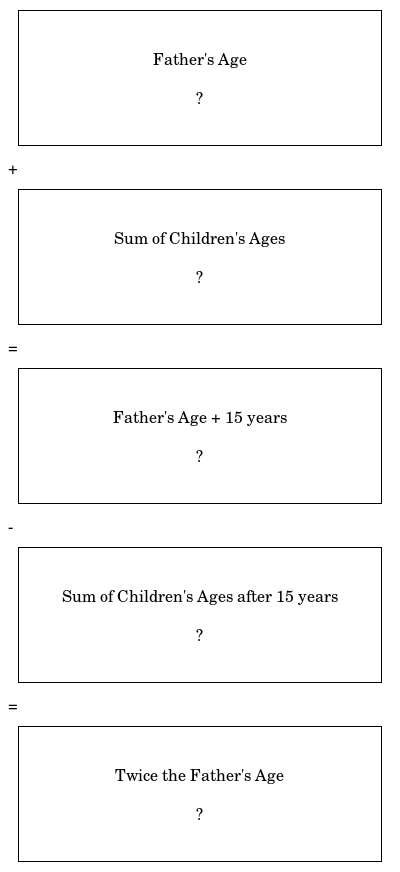 Father's Age
?
+
Sum of Children's Ages
?
=
Father's Age + 15 years
?
-
Sum of Children's Ages after 15 years
?
=
Twice the Father's Age
?